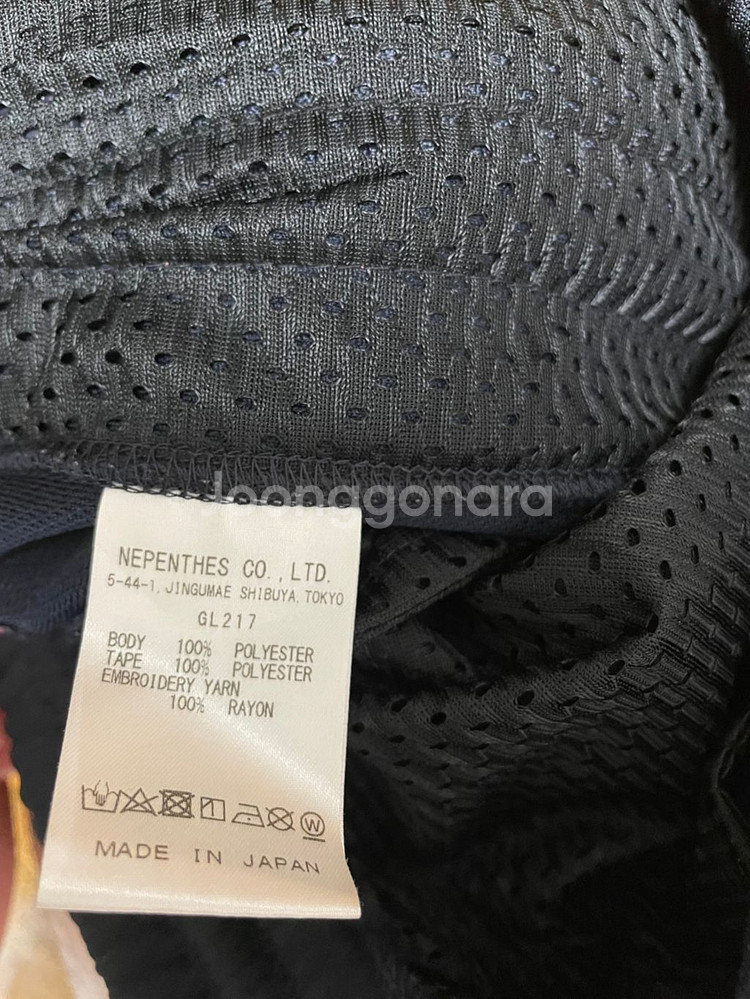 Joonggonara
NEPENTHES CO.,LTD.
5-44-1, JINGUMAE SHIBUYA, TOKYO
GL217
BODY 100% POLYESTER
TAPE 100% POLYESTER
EMBROIDERY YARN
100% RAYON
W
MADE IN JAPAN